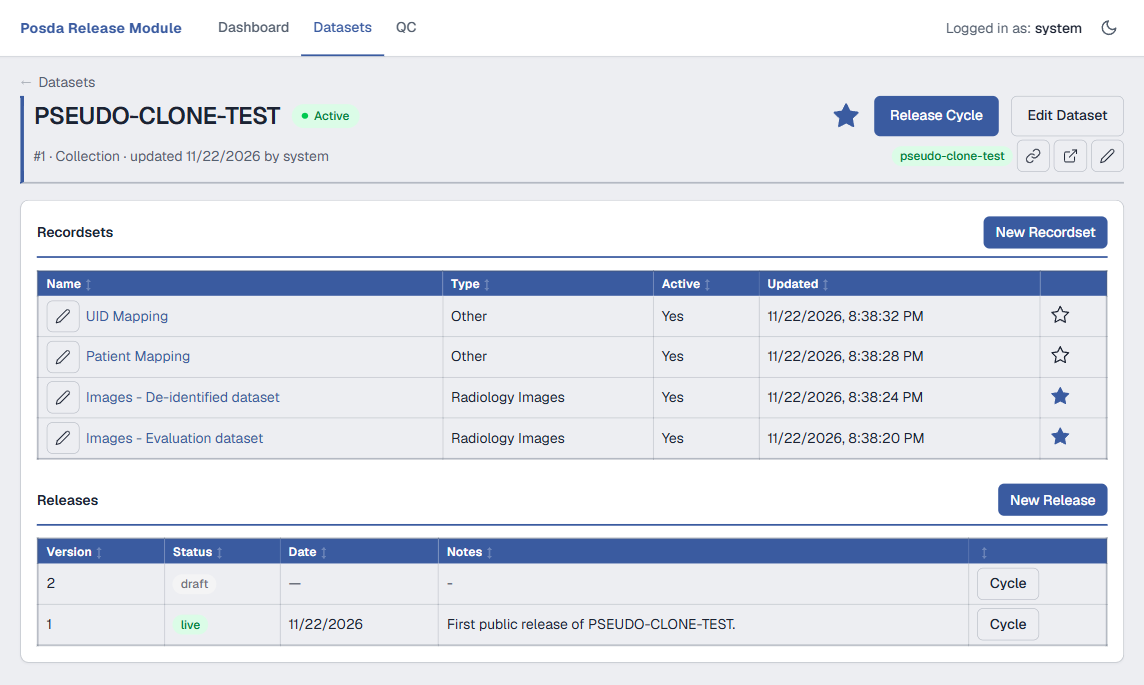 Posda Release Module Dashboard Datasets QC Logged in as: system
← Datasets
PSEUDO-CLONE-TEST Active Release Cycle Edit Dataset
#1 · Collection · updated 11/22/2026 by system pseudo-clone-test
Recordsets New Recordset
Name Type Active Updated
UID Mapping Other Yes 11/22/2026, 8:38:32 PM
Patient Mapping Other Yes 11/22/2026, 8:38:28 PM
Images - De-identified dataset Radiology Images Yes 11/22/2026, 8:38:24 PM
Images - Evaluation dataset Radiology Images Yes 11/22/2026, 8:38:20 PM
Releases New Release
Version Status Date Notes
2 draft — - Cycle
1 live 11/22/2026 First public release of PSEUDO-CLONE-TEST. Cycle